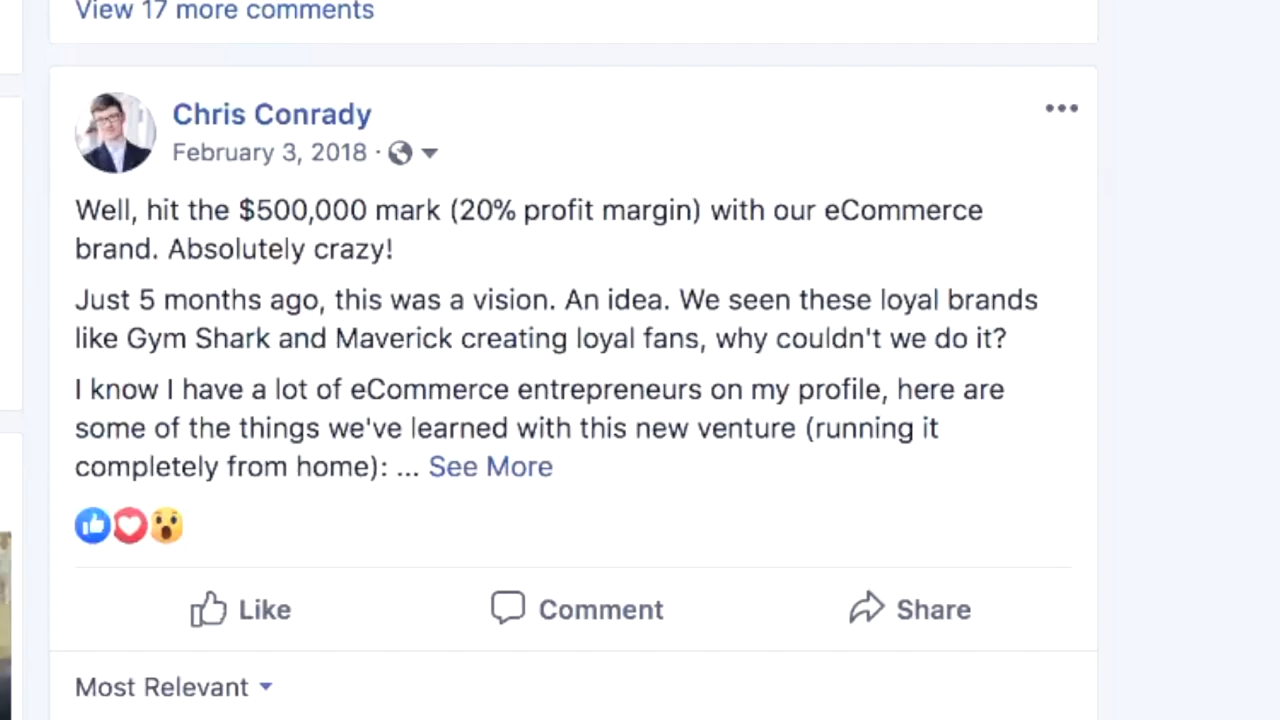 View 17 more comments
Chris Conrady
February 3, 2018 ·
Well, hit the $500,000 mark (20% profit margin) with our eCommerce
brand. Absolutely crazy!
Just 5 months ago, this was a vision. An idea. We seen these loyal brands
like Gym Shark and Maverick creating loyal fans, why couldn't we do it?
I know I have a lot of eCommerce entrepreneurs on my profile, here are
some of the things we've learned with this new venture (running it
completely from home): ... See More
Like Comment Share
Most Relevant